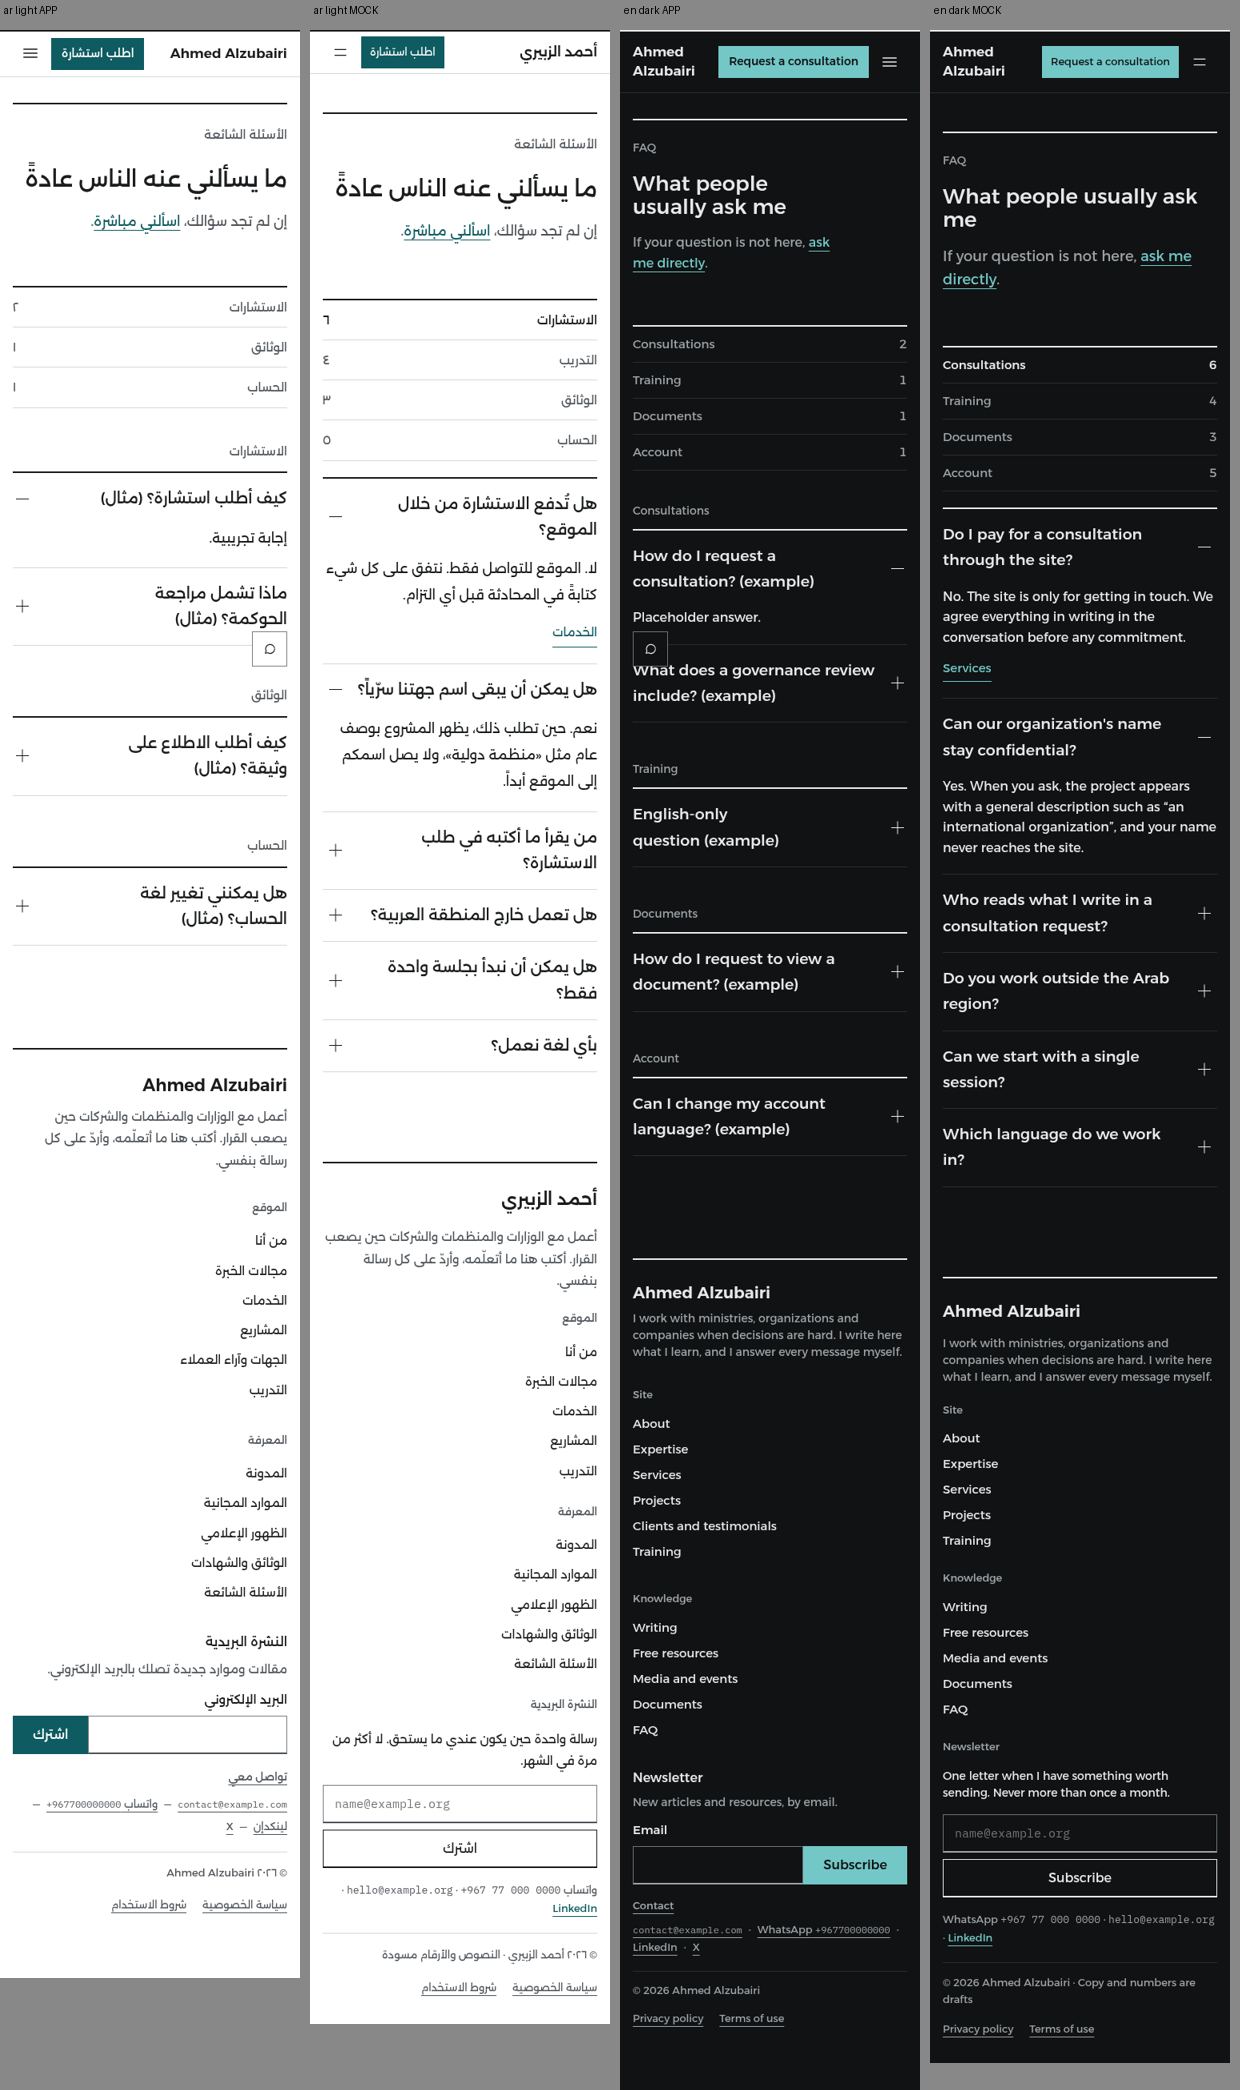 ar light APP
Ahmed Alzubairi
اطلب استشارة
الأسئلة الشائعة
ما يسألني عنه الناس عادةً
إن لم تجد سؤالك، اسألني مباشرة.
الاستشارات ٢
الوثائق ١
الحساب ١
الاستشارات
كيف أطلب استشارة؟ (مثال)
إجابة تجريبية.
ماذا تشمل مراجعة
الحوكمة؟ (مثال)
الوثائق
كيف أطلب الاطلاع على
وثيقة؟ (مثال)
الحساب
هل يمكنني تغيير لغة
الحساب؟ (مثال)
Ahmed Alzubairi
أعمل مع الوزارات والمنظمات والشركات حين
يصعب القرار. أكتب هنا ما أتعلّمه، وأردّ على كل
رسالة بنفسي.
الموقع
من أنا
مجالات الخبرة
الخدمات
المشاريع
الجهات وآراء العملاء
التدريب
المعرفة
المدونة
الموارد المجانية
الظهور الإعلامي
الوثائق والشهادات
الأسئلة الشائعة
النشرة البريدية
مقالات وموارد جديدة تصلك بالبريد الإلكتروني.
البريد الإلكتروني
اشترك
تواصل معي
contact@example.com — واتساب +967700000000 —
لينكدإن — X
© ٢٠٢٦ Ahmed Alzubairi
سياسة الخصوصية شروط الاستخدام
ar light MOCK
أحمد الزبيري
اطلب استشارة
الأسئلة الشائعة
ما يسألني عنه الناس عادةً
إن لم تجد سؤالك، اسألني مباشرة.
الاستشارات ٦
التدريب ٤
الوثائق ٣
الحساب ٥
هل تُدفع الاستشارة من خلال
الموقع؟
لا. الموقع للتواصل فقط. نتفق على كل شيء
كتابةً في المحادثة قبل أي التزام.
الخدمات
هل يمكن أن يبقى اسم جهتنا سرّياً؟
نعم. حين تطلب ذلك، يظهر المشروع بوصف
عام مثل «منظمة دولية»، ولا يصل اسمكم
إلى الموقع أبداً.
من يقرأ ما أكتبه في طلب
الاستشارة؟
هل تعمل خارج المنطقة العربية؟
هل يمكن أن نبدأ بجلسة واحدة
فقط؟
بأي لغة نعمل؟
أحمد الزبيري
أعمل مع الوزارات والمنظمات والشركات حين يصعب
القرار. أكتب هنا ما أتعلّمه، وأردّ على كل رسالة
بنفسي.
الموقع
من أنا
مجالات الخبرة
الخدمات
المشاريع
التدريب
المعرفة
المدونة
الموارد المجانية
الظهور الإعلامي
الوثائق والشهادات
الأسئلة الشائعة
النشرة البريدية
رسالة واحدة حين يكون عندي ما يستحق. لا أكثر من
مرة في الشهر.
name@example.org
اشترك
واتساب +967 77 000 0000 · hello@example.org ·
LinkedIn
© ٢٠٢٦ أحمد الزبيري · النصوص والأرقام مسودة
سياسة الخصوصية شروط الاستخدام
en dark APP
Ahmed
Alzubairi
Request a consultation
FAQ
What people
usually ask me
If your question is not here, ask
me directly.
Consultations 2
Training 1
Documents 1
Account 1
Consultations
How do I request a
consultation? (example)
Placeholder answer.
What does a governance review
include? (example)
Training
English-only
question (example)
Documents
How do I request to view a
document? (example)
Account
Can I change my account
language? (example)
Ahmed Alzubairi
I work with ministries, organizations and
companies when decisions are hard. I write here
what I learn, and I answer every message myself.
Site
About
Expertise
Services
Projects
Clients and testimonials
Training
Knowledge
Writing
Free resources
Media and events
Documents
FAQ
Newsletter
New articles and resources, by email.
Email
Subscribe
Contact
contact@example.com · WhatsApp +967700000000 ·
LinkedIn · X
© 2026 Ahmed Alzubairi
Privacy policy Terms of use
en dark MOCK
Ahmed
Alzubairi
Request a consultation
FAQ
What people usually ask
me
If your question is not here, ask me
directly.
Consultations 6
Training 4
Documents 3
Account 5
Do I pay for a consultation
through the site?
No. The site is only for getting in touch. We
agree everything in writing in the
conversation before any commitment.
Services
Can our organization's name
stay confidential?
Yes. When you ask, the project appears
with a general description such as “an
international organization”, and your name
never reaches the site.
Who reads what I write in a
consultation request?
Do you work outside the Arab
region?
Can we start with a single
session?
Which language do we work
in?
Ahmed Alzubairi
I work with ministries, organizations and
companies when decisions are hard. I write here
what I learn, and I answer every message myself.
Site
About
Expertise
Services
Projects
Training
Knowledge
Writing
Free resources
Media and events
Documents
FAQ
Newsletter
One letter when I have something worth
sending. Never more than once a month.
name@example.org
Subscribe
WhatsApp +967 77 000 0000 · hello@example.org
· LinkedIn
© 2026 Ahmed Alzubairi · Copy and numbers are
drafts
Privacy policy Terms of use